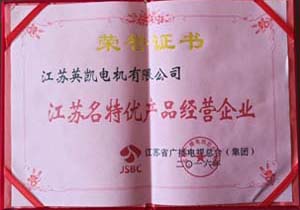 荣誉证书
江苏英凯电机有限公司
江苏名特优产品经营企业
JSBC
江苏省广播电视总台（集团）
二〇一六年